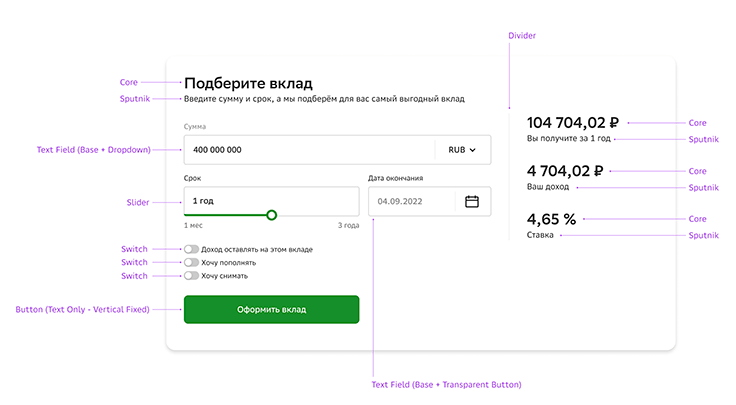 Divider
Core
Подберите вклад
Sputnik
Введите сумму и срок, а мы подберём для вас самый выгодный вклад
104 704,02 ₽
Core
Вы получите за 1 год
Sputnik
Сумма
Text Field (Base + Dropdown)
400 000 000
RUB
4 704,02 ₽
Core
Ваш доход
Sputnik
Срок
Дата окончания
Slider
1 год
04.09.2022
1 мес
3 года
4,65 %
Core
Ставка
Sputnik
Switch
Доход оставлять на этом вкладе
Switch
Хочу пополнять
Switch
Хочу снимать
Button (Text Only - Vertical Fixed)
Оформить вклад
Text Field (Base + Transparent Button)